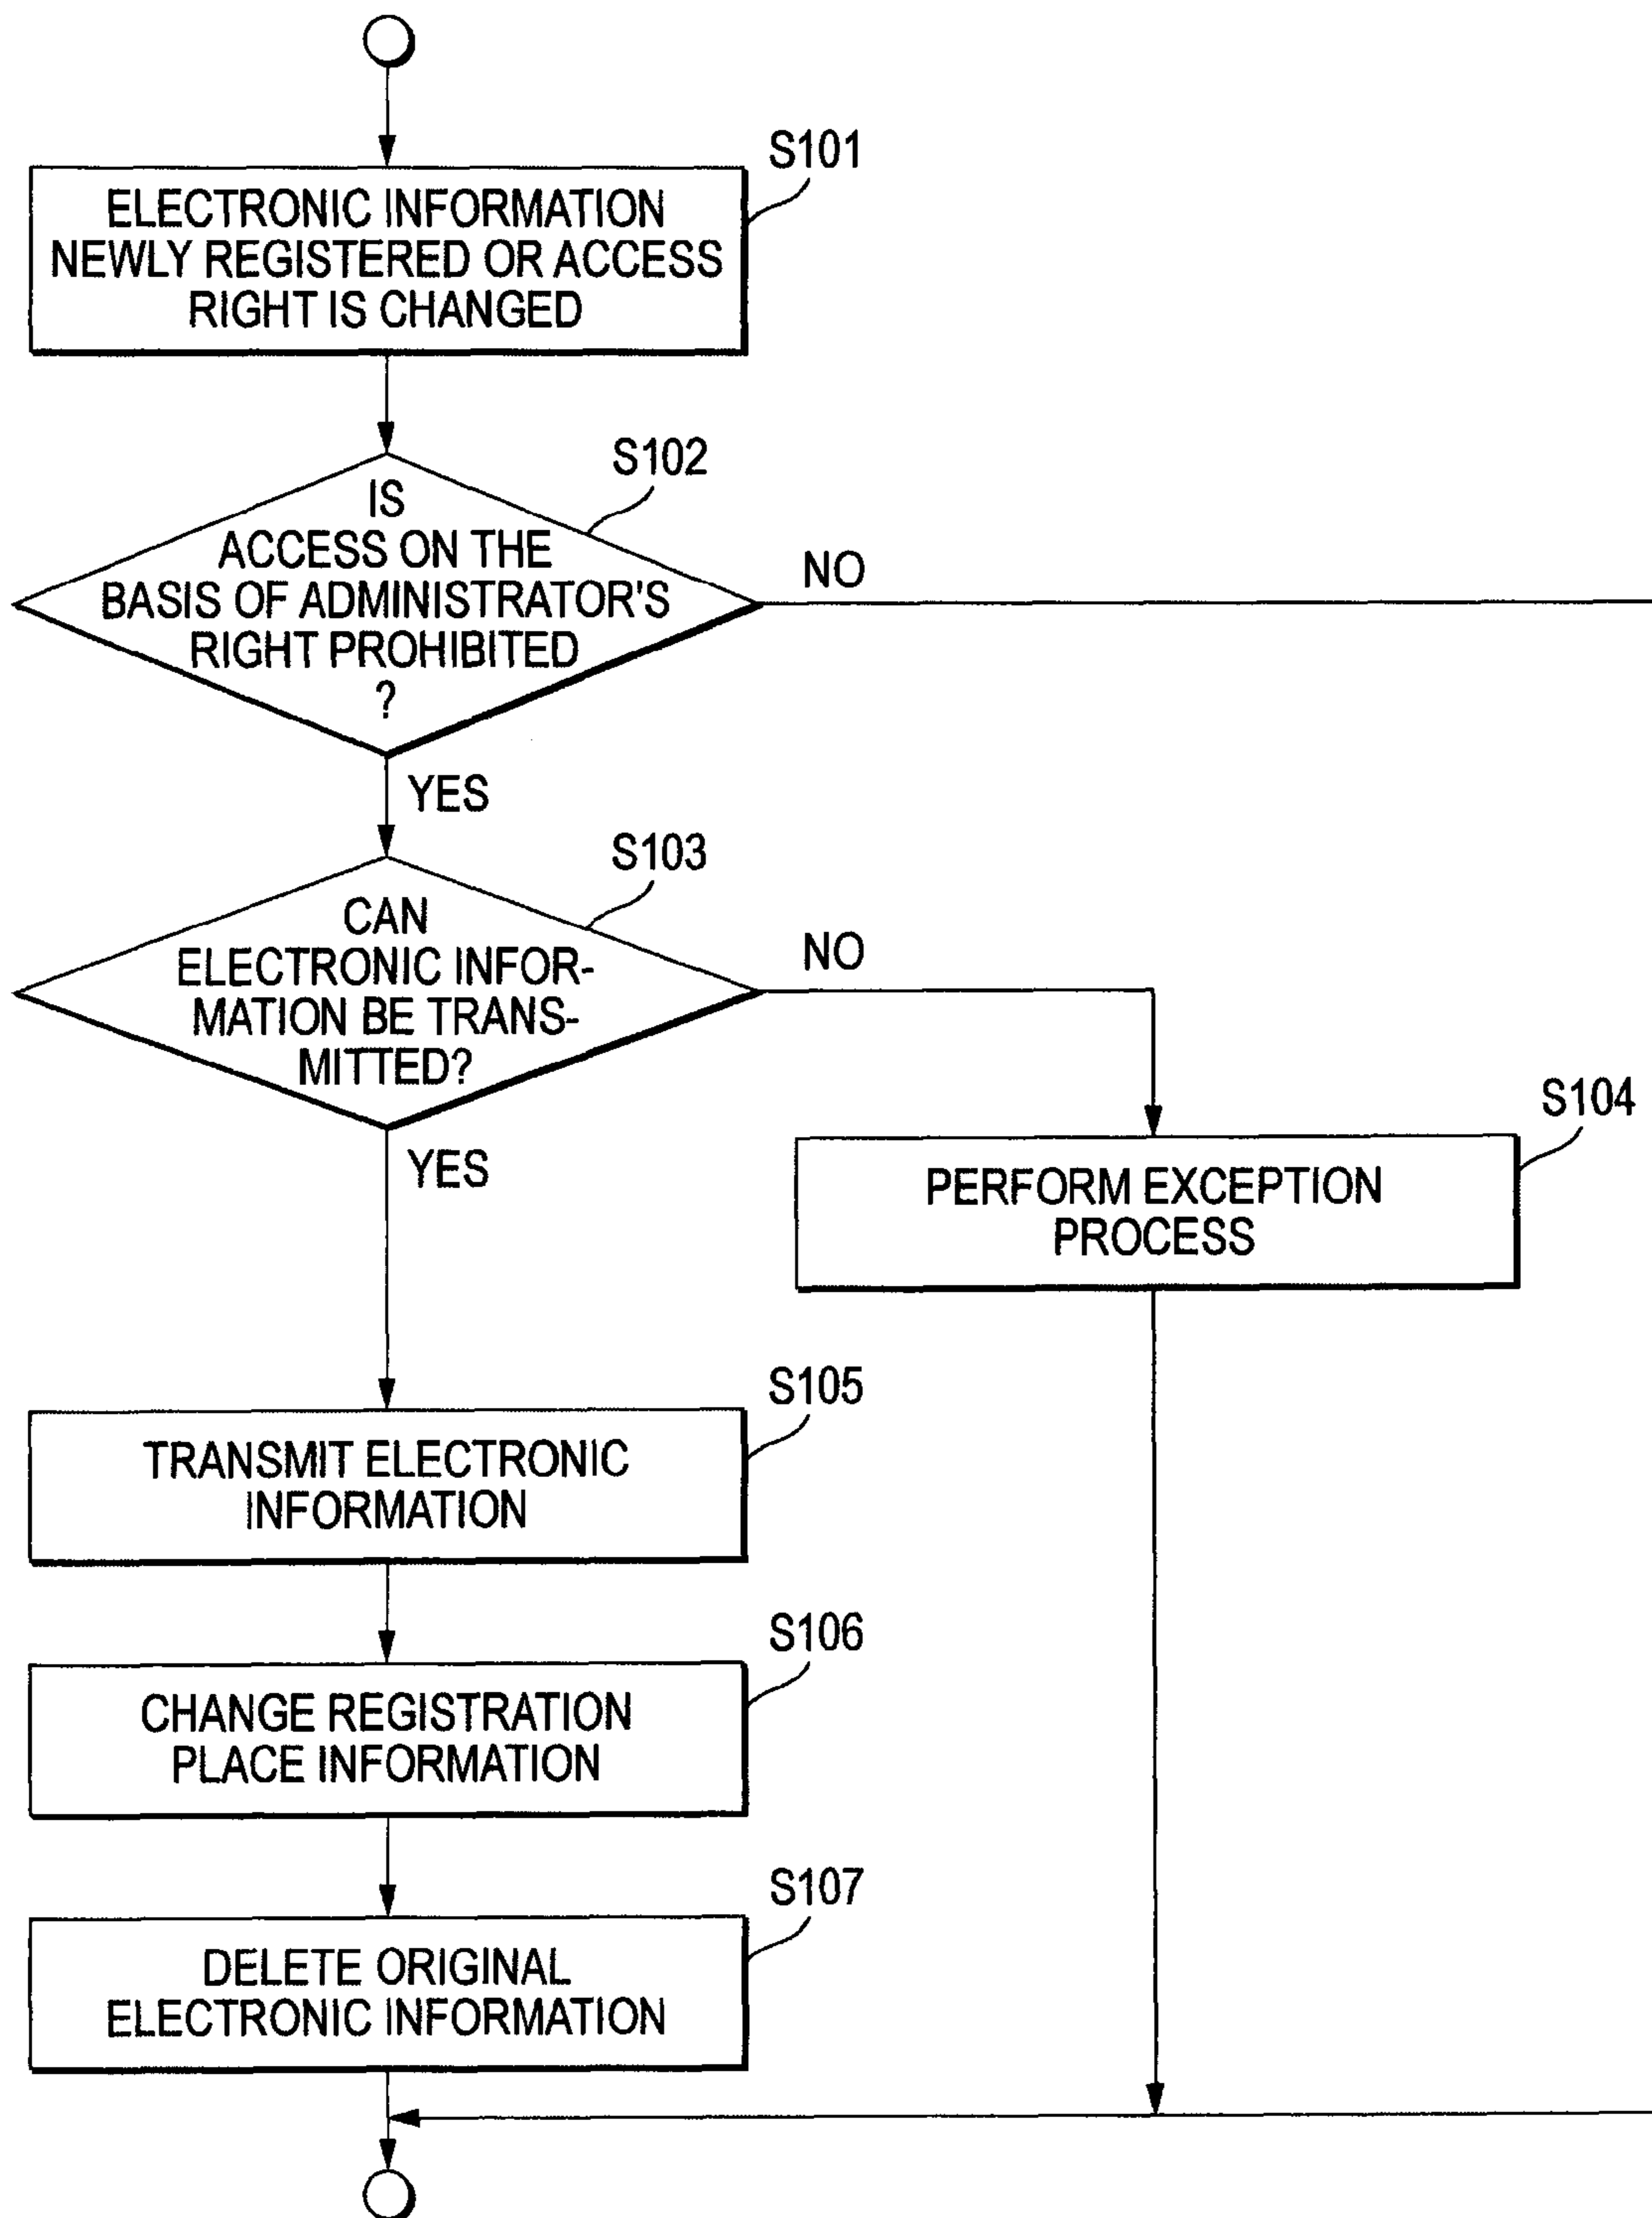 S101
ELECTRONIC INFORMATION
NEWLY REGISTERED OR ACCESS
RIGHT IS CHANGED
S102
IS
ACCESS ON THE
BASIS OF ADMINISTRATOR'S
RIGHT PROHIBITED
?
NO
YES
S103
CAN
ELECTRONIC INFOR-
MATION BE TRANS-
MITTED?
NO
YES
S104
PERFORM EXCEPTION
PROCESS
S105
TRANSMIT ELECTRONIC
INFORMATION
S106
CHANGE REGISTRATION
PLACE INFORMATION
S107
DELETE ORIGINAL
ELECTRONIC INFORMATION